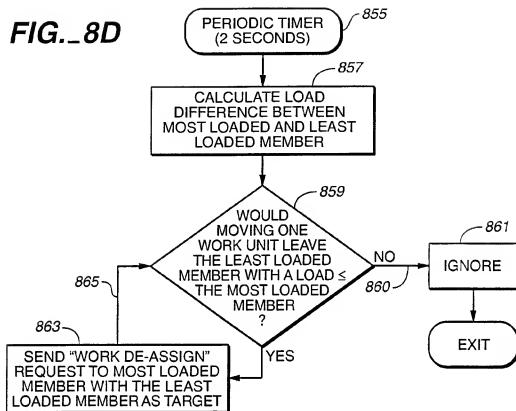 FIG._8D
PERIODIC TIMER
(2 SECONDS)
855
857
CALCULATE LOAD
DIFFERENCE BETWEEN
MOST LOADED AND LEAST
LOADED MEMBER
859
WOULD
MOVING ONE
WORK UNIT LEAVE
THE LEAST LOADED
MEMBER WITH A LOAD ≤
THE MOST LOADED
MEMBER
?
NO
860
861
IGNORE
EXIT
YES
865
863
SEND "WORK DE-ASSIGN"
REQUEST TO MOST LOADED
MEMBER WITH THE LEAST
LOADED MEMBER AS TARGET